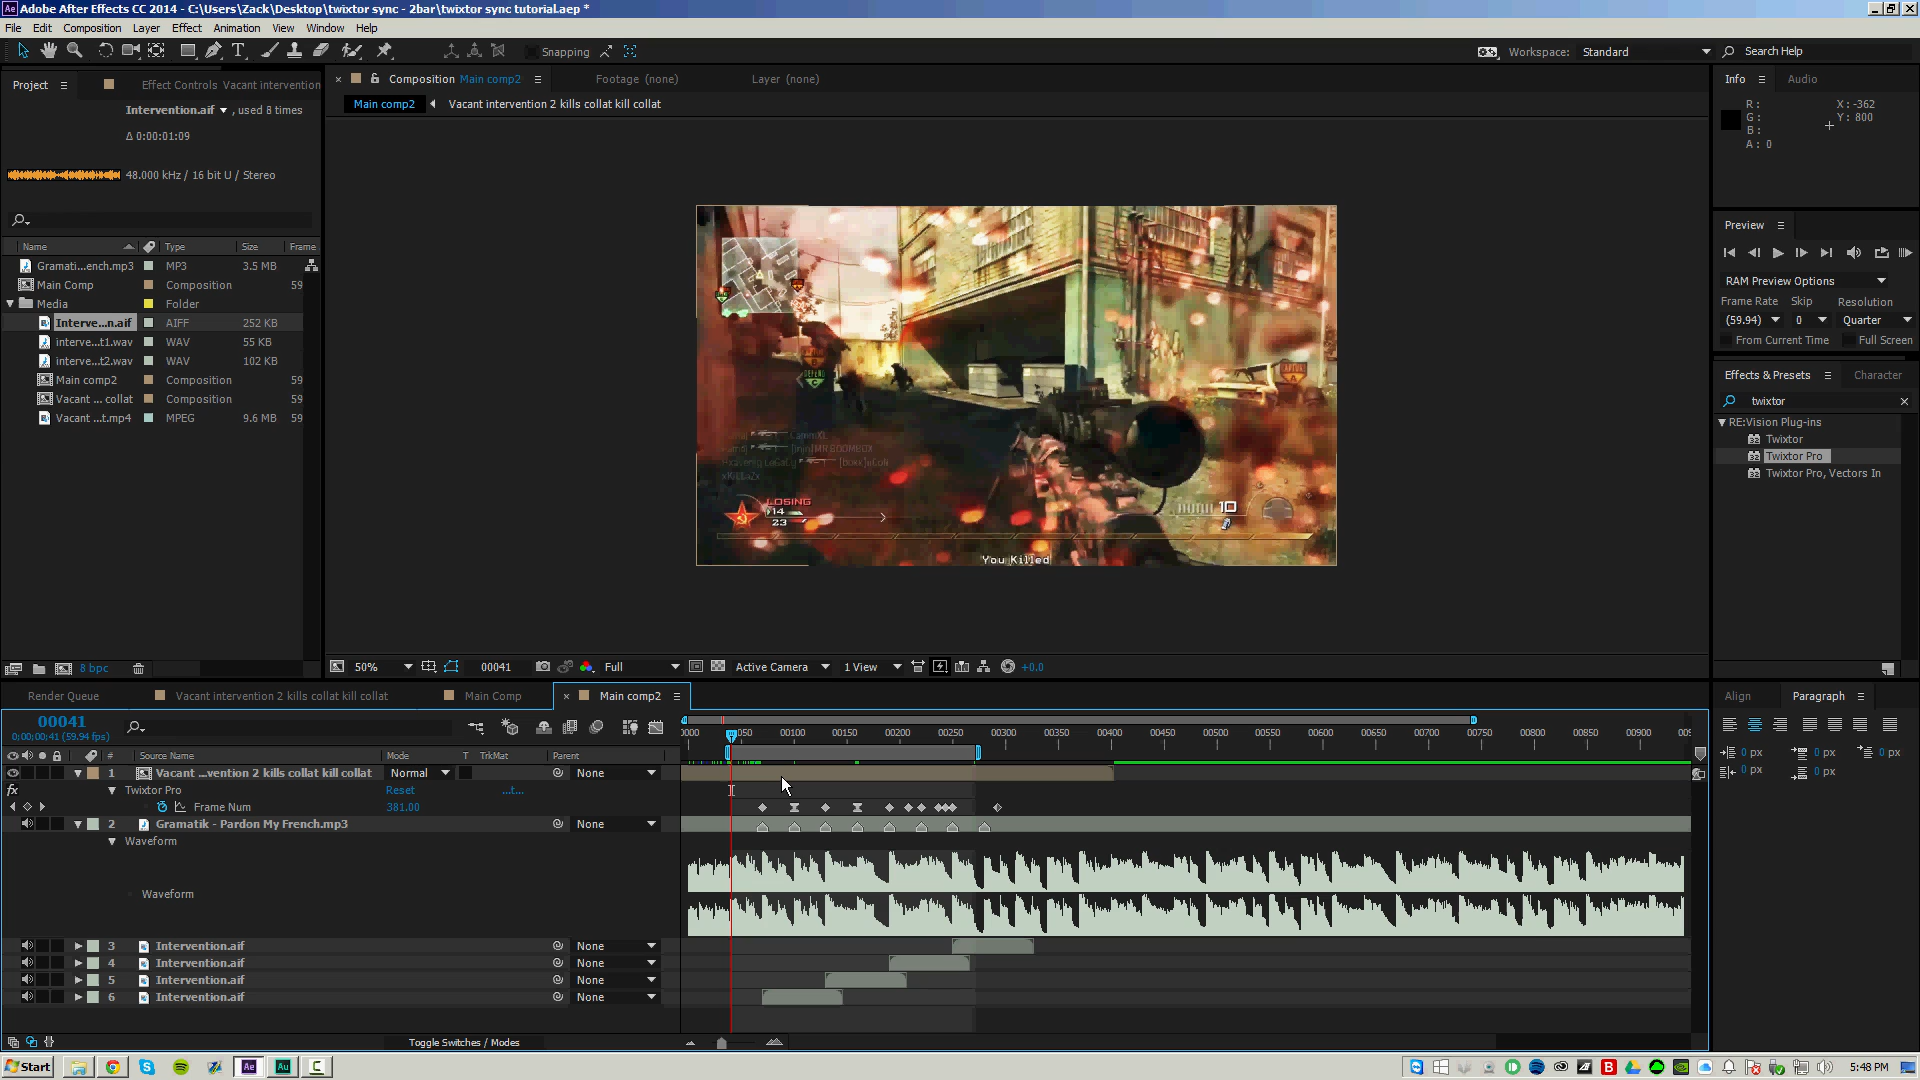 Adobe After Effects CC 2014 - C:\Users\Zack\Desktop\twixtor sync - 2bar\twixtor sync tutorial.aep *
File Edit Composition Layer Effect Animation View Window Help
Snapping
Workspace: Standard
Search Help
Project
Effect Controls Vacant intervention
Intervention.aif , used 8 times
Δ 0:00:01:09
48.000 kHz / 16 bit U / Stereo
Name Type Size Frame
Gramati...ench.mp3 MP3 3.5 MB
Main Comp Composition 59
Media Folder
Interve...n.aif AIFF 252 KB
interve...t1.wav WAV 55 KB
interve...t2.wav WAV 102 KB
Main comp2 Composition 59
Vacant ... collat Composition 59
Vacant ...t.mp4 MPEG 9.6 MB 59
8 bpc
Composition Main comp2
Footage (none)
Layer (none)
Main comp2 Vacant intervention 2 kills collat kill collat
DEFEND
CAPTURE
LOSING
14
23
10
You Killed
50% 00041 Full Active Camera 1 View +0.0
Info Audio
R :
G :
B :
A : 0
X : -362
Y : 800
Preview
RAM Preview Options
Frame Rate Skip Resolution
(59.94) 0 Quarter
From Current Time Full Screen
Effects & Presets Character
twixtor
RE:Vision Plug-ins
Twixtor
Twixtor Pro
Twixtor Pro, Vectors In
Align Paragraph
0 px 0 px 0 px
0 px 0 px
Render Queue Vacant intervention 2 kills collat kill collat Main Comp Main comp2
00041
0;00;00;41 (59.94 fps)
0000 0050 00100 00150 00200 00250 00300 00350 00400 00450 00500 00550 00600 00650 00700 00750 00800 00850 00900
# Source Name Mode T TrkMat Parent
1 Vacant ...vention 2 kills collat kill collat Normal None
fx Twixtor Pro Reset ...t...
Frame Num 381.00
2 Gramatik - Pardon My French.mp3 None
Waveform
Waveform
3 Intervention.aif None
4 Intervention.aif None
5 Intervention.aif None
6 Intervention.aif None
Toggle Switches / Modes
Start
Ae
Au
5:48 PM